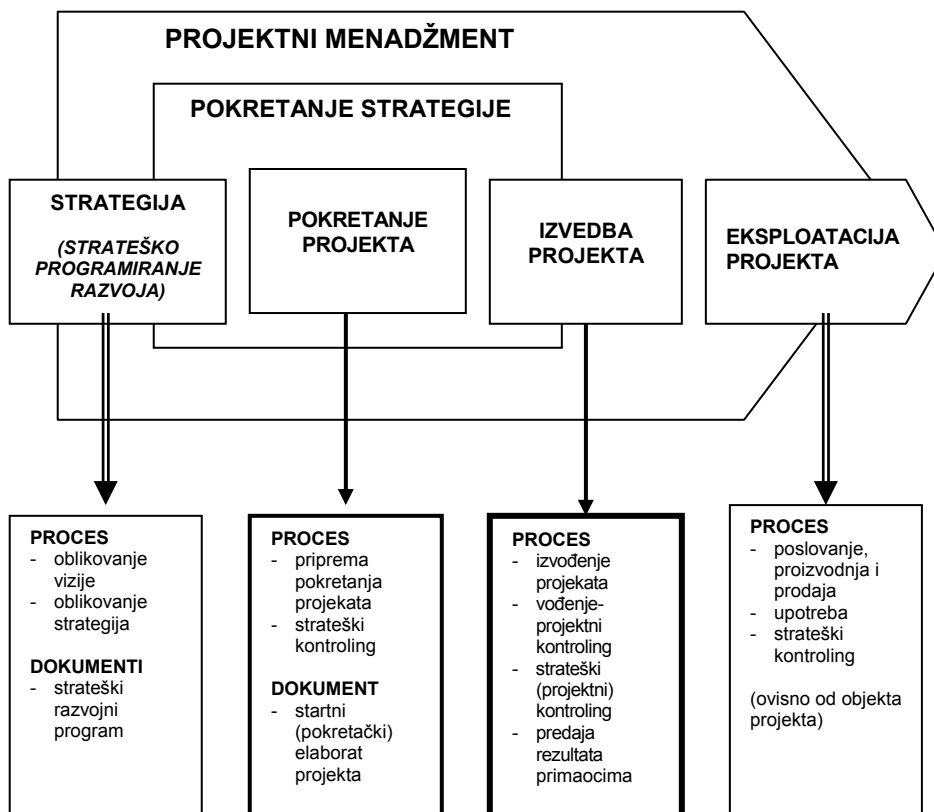 PROJEKTNI MENADŽMENT
POKRETANJE STRATEGIJE
STRATEGIJA
(STRATEŠKO
PROGRAMIRANJE
RAZVOJA)
POKRETANJE
PROJEKTA
IZVEDBA
PROJEKTA
EKSPLOATACIJA
PROJEKTA
PROCES
- oblikovanje
vizije
- oblikovanje
strategija
DOKUMENTI
- strateški
razvojni
program
PROCES
- priprema
pokretanja
projekata
- strateški
kontroling
DOKUMENT
- startni
(pokretački)
elaborat
projekta
PROCES
- izvođenje
projekata
- vođenje-
projektni
kontroling
- strateški
(projektni)
kontroling
- predaja
rezultata
primaocima
PROCES
- poslovanje,
proizvodnja i
prodaja
- upotreba
- strateški
kontroling
(ovisno od objekta
projekta)